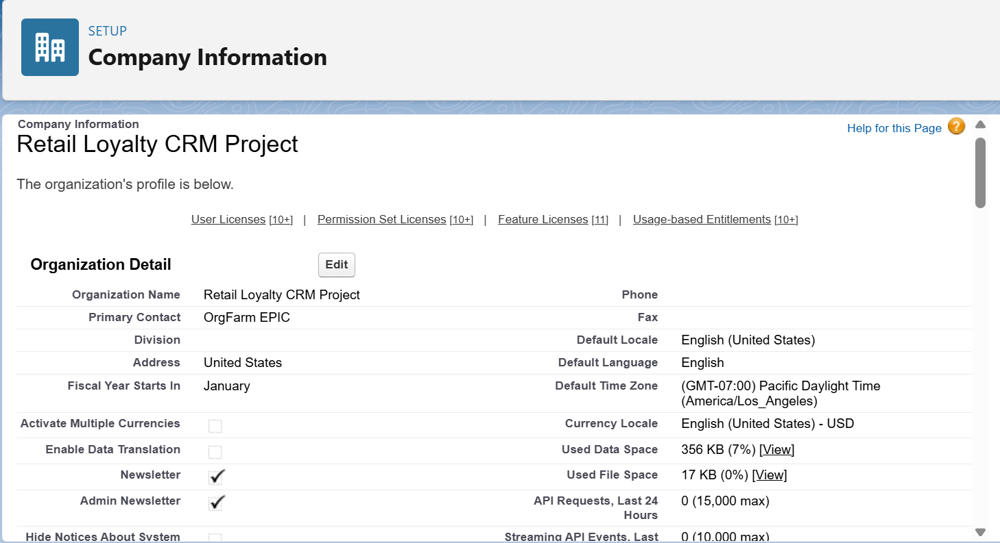 SETUP
Company Information
Company Information
Help for this Page ?
Retail Loyalty CRM Project
The organization's profile is below.
User Licenses [10+] | Permission Set Licenses [10+] | Feature Licenses [11] | Usage-based Entitlements [10+]
Organization Detail Edit
Organization Name Retail Loyalty CRM Project Phone
Primary Contact OrgFarm EPIC Fax
Division Default Locale English (United States)
Address United States Default Language English
Fiscal Year Starts In January Default Time Zone (GMT-07:00) Pacific Daylight Time
(America/Los_Angeles)
Activate Multiple Currencies Currency Locale English (United States) - USD
Enable Data Translation Used Data Space 356 KB (7%) [View]
Newsletter Used File Space 17 KB (0%) [View]
Admin Newsletter API Requests, Last 24 0 (15,000 max)
Hours
Hide Notices About System Streaming API Events, Last 0 (10,000 max)